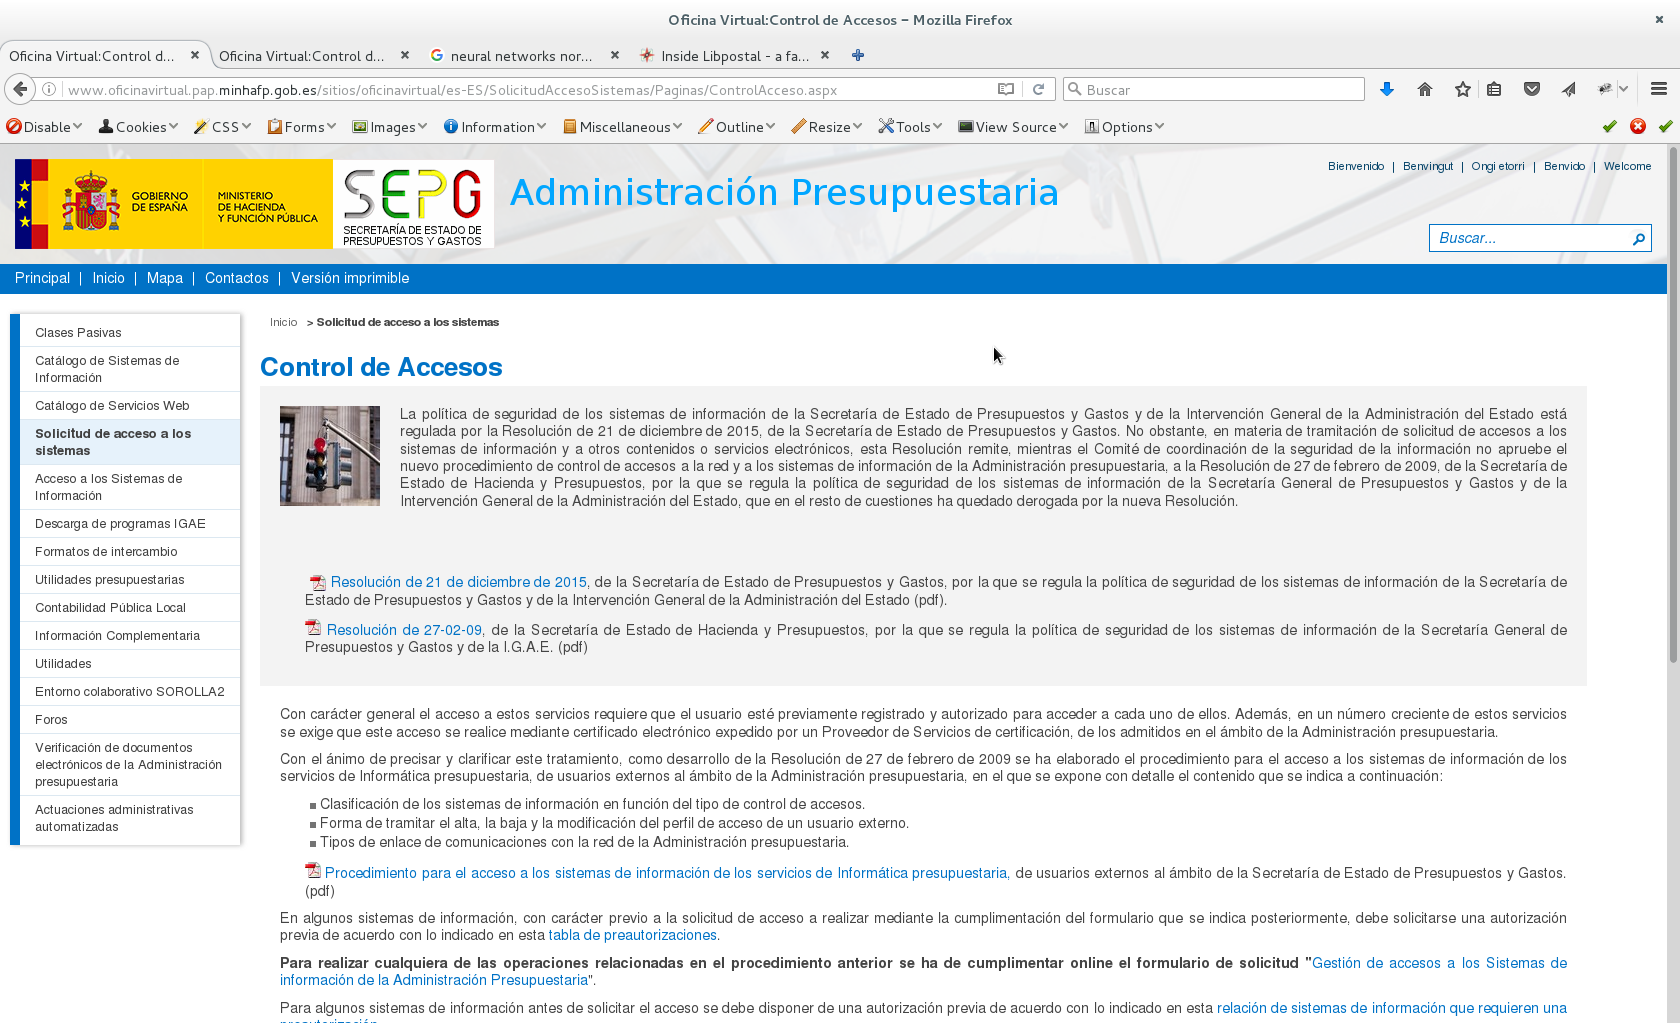 Oficina Virtual:Control de Accesos – Mozilla Firefox
Oficina Virtual:Control d...
Oficina Virtual:Control d...
neural networks nor...
Inside Libpostal - a fa...
www.oficinavirtual.pap.minhafp.gob.es/sitios/oficinavirtual/es-ES/SolicitudAccesoSistemas/Paginas/ControlAcceso.aspx
Buscar
Disable Cookies CSS Forms Images Information Miscellaneous Outline Resize Tools View Source Options
GOBIERNO
DE ESPAÑA
MINISTERIO
DE HACIENDA
Y FUNCIÓN PÚBLICA
SEPG
SECRETARÍA DE ESTADO DE
PRESUPUESTOS Y GASTOS
Administración Presupuestaria
Bienvenido | Benvingut | Ongi etorri | Benvido | Welcome
Buscar...
Principal | Inicio | Mapa | Contactos | Versión imprimible
Clases Pasivas
Catálogo de Sistemas de
Información
Catálogo de Servicios Web
Solicitud de acceso a los
sistemas
Acceso a los Sistemas de
Información
Descarga de programas IGAE
Formatos de intercambio
Utilidades presupuestarias
Contabilidad Pública Local
Información Complementaria
Utilidades
Entorno colaborativo SOROLLA2
Foros
Verificación de documentos
electrónicos de la Administración
presupuestaria
Actuaciones administrativas
automatizadas
Inicio > Solicitud de acceso a los sistemas
Control de Accesos
La política de seguridad de los sistemas de información de la Secretaría de Estado de Presupuestos y Gastos y de la Intervención General de la Administración del Estado está
regulada por la Resolución de 21 de diciembre de 2015, de la Secretaría de Estado de Presupuestos y Gastos. No obstante, en materia de tramitación de solicitud de accesos a los
sistemas de información y a otros contenidos o servicios electrónicos, esta Resolución remite, mientras el Comité de coordinación de la seguridad de la información no apruebe el
nuevo procedimiento de control de accesos a la red y a los sistemas de información de la Administración presupuestaria, a la Resolución de 27 de febrero de 2009, de la Secretaría de
Estado de Hacienda y Presupuestos, por la que se regula la política de seguridad de los sistemas de información de la Secretaría General de Presupuestos y Gastos y de la
Intervención General de la Administración del Estado, que en el resto de cuestiones ha quedado derogada por la nueva Resolución.
Resolución de 21 de diciembre de 2015, de la Secretaría de Estado de Presupuestos y Gastos, por la que se regula la política de seguridad de los sistemas de información de la Secretaría de
Estado de Presupuestos y Gastos y de la Intervención General de la Administración del Estado (pdf).
Resolución de 27-02-09, de la Secretaría de Estado de Hacienda y Presupuestos, por la que se regula la política de seguridad de los sistemas de información de la Secretaría General de
Presupuestos y Gastos y de la I.G.A.E. (pdf)
Con carácter general el acceso a estos servicios requiere que el usuario esté previamente registrado y autorizado para acceder a cada uno de ellos. Además, en un número creciente de estos servicios
se exige que este acceso se realice mediante certificado electrónico expedido por un Proveedor de Servicios de certificación, de los admitidos en el ámbito de la Administración presupuestaria.
Con el ánimo de precisar y clarificar este tratamiento, como desarrollo de la Resolución de 27 de febrero de 2009 se ha elaborado el procedimiento para el acceso a los sistemas de información de los
servicios de Informática presupuestaria, de usuarios externos al ámbito de la Administración presupuestaria, en el que se expone con detalle el contenido que se indica a continuación:
Clasificación de los sistemas de información en función del tipo de control de accesos.
Forma de tramitar el alta, la baja y la modificación del perfil de acceso de un usuario externo.
Tipos de enlace de comunicaciones con la red de la Administración presupuestaria.
Procedimiento para el acceso a los sistemas de información de los servicios de Informática presupuestaria, de usuarios externos al ámbito de la Secretaría de Estado de Presupuestos y Gastos.
(pdf)
En algunos sistemas de información, con carácter previo a la solicitud de acceso a realizar mediante la cumplimentación del formulario que se indica posteriormente, debe solicitarse una autorización
previa de acuerdo con lo indicado en esta tabla de preautorizaciones.
Para realizar cualquiera de las operaciones relacionadas en el procedimiento anterior se ha de cumplimentar online el formulario de solicitud "Gestión de accesos a los Sistemas de
información de la Administración Presupuestaria".
Para algunos sistemas de información antes de solicitar el acceso se debe disponer de una autorización previa de acuerdo con lo indicado en esta relación de sistemas de información que requieren una